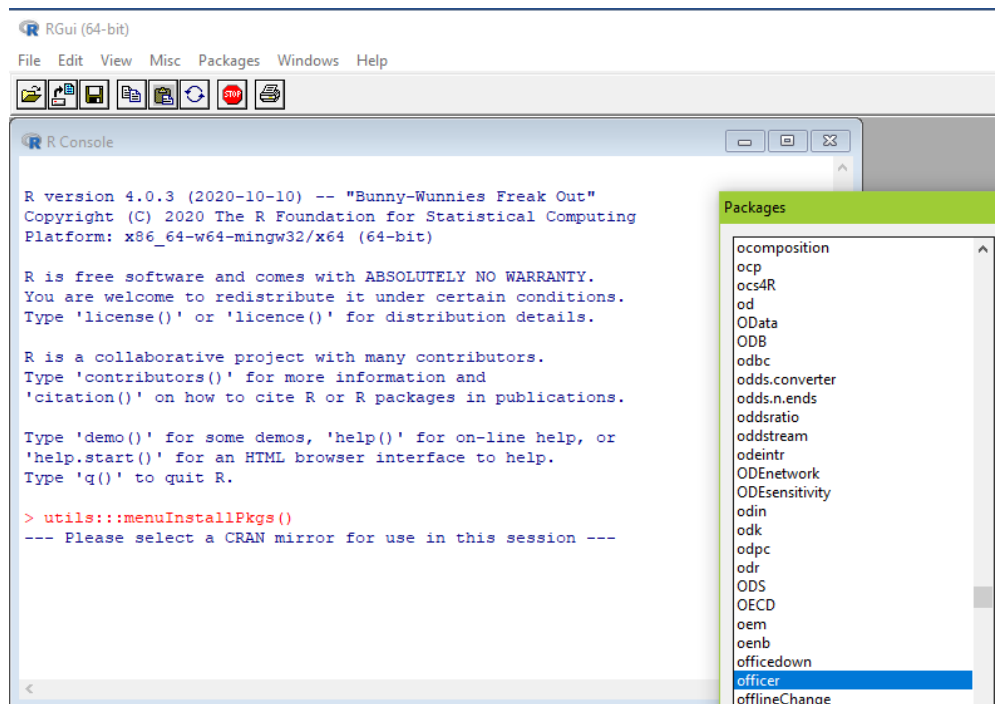 RGui (64-bit)
File Edit View Misc Packages Windows Help
STOP
R Console
R version 4.0.3 (2020-10-10) -- "Bunny-Wunnies Freak Out"
Copyright (C) 2020 The R Foundation for Statistical Computing
Platform: x86_64-w64-mingw32/x64 (64-bit)
R is free software and comes with ABSOLUTELY NO WARRANTY.
You are welcome to redistribute it under certain conditions.
Type 'license()' or 'licence()' for distribution details.
R is a collaborative project with many contributors.
Type 'contributors()' for more information and
'citation()' on how to cite R or R packages in publications.
Type 'demo()' for some demos, 'help()' for on-line help, or
'help.start()' for an HTML browser interface to help.
Type 'q()' to quit R.
> utils:::menuInstallPkgs()
--- Please select a CRAN mirror for use in this session ---
Packages
ocomposition
ocp
ocs4R
od
OData
ODB
odbc
odds.converter
odds.n.ends
oddsratio
oddstream
odeintr
ODEnetwork
ODEsensitivity
odin
odk
odpc
odr
ODS
OECD
oem
oenb
officedown
officer
offlineChange